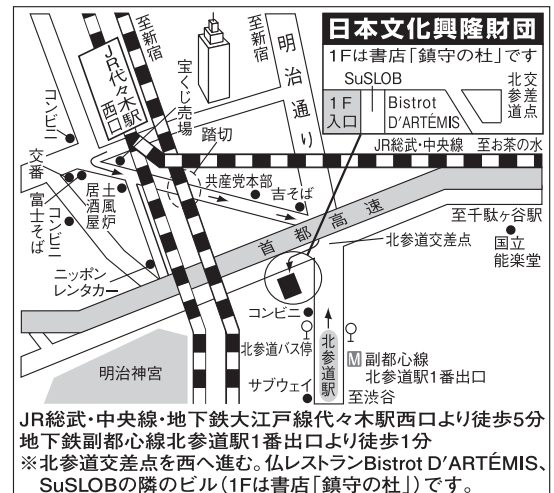 日本文化興隆財団
1Fは書店「鎮守の杜」です
SuSLOB
1F
入口
Bistrot
D'ARTÉMIS
北参道
交差点
至新宿
JR代々木駅
西口
宝くじ売場
至新宿
明治通り
踏切
コンビニ
交番
富士そば
コンビニ
居酒屋
土風炉
共産党本部
吉そば
JR総武・中央線 至お茶の水
首都高速
至千駄ヶ谷駅
国立
能楽堂
北参道交差点
ニッポン
レンタカー
コンビニ
北参道バス停
北参道駅
M 副都心線
北参道駅1番出口
明治神宮
サブウェイ
至渋谷
JR総武・中央線・地下鉄大江戸線代々木駅西口より徒歩5分
地下鉄副都心線北参道駅1番出口より徒歩1分
※北参道交差点を西へ進む。仏レストランBistrot D'ARTÉMIS、
SuSLOBの隣のビル(1Fは書店「鎮守の杜」)です。